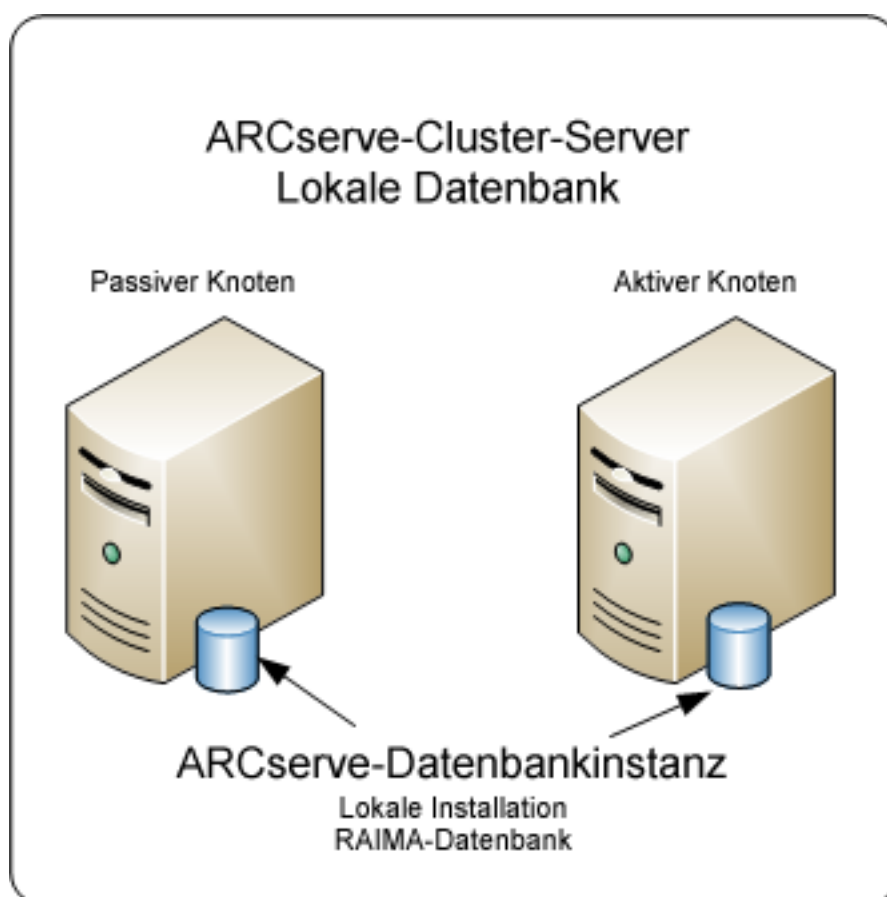 ARCserve-Cluster-Server
Lokale Datenbank
Passiver Knoten
Aktiver Knoten
ARCserve-Datenbankinstanz
Lokale Installation
RAIMA-Datenbank